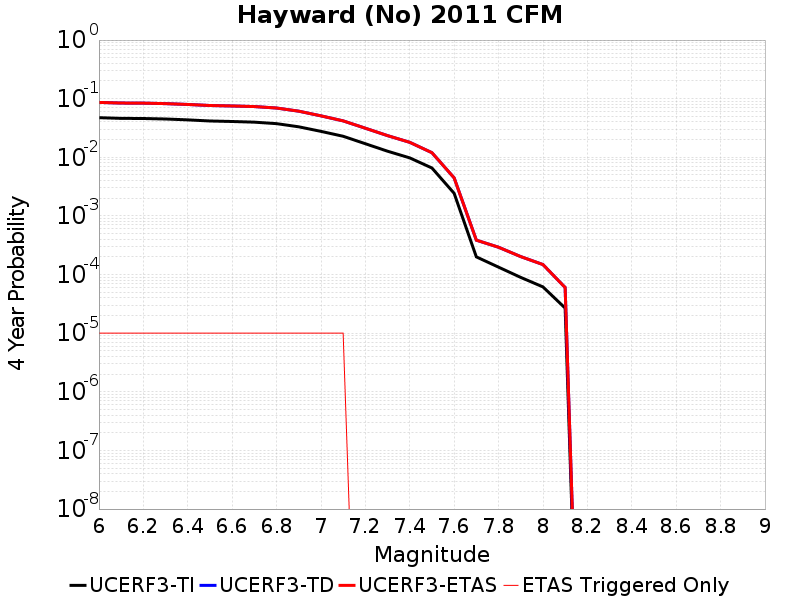 Hayward (No) 2011 CFM
10^0
10^-1
10^-2
10^-3
10^-4
10^-5
10^-6
10^-7
10^-8
4 Year Probability
6 6.2 6.4 6.6 6.8 7 7.2 7.4 7.6 7.8 8 8.2 8.4 8.6 8.8 9
Magnitude
UCERF3-TI UCERF3-TD UCERF3-ETAS ETAS Triggered Only